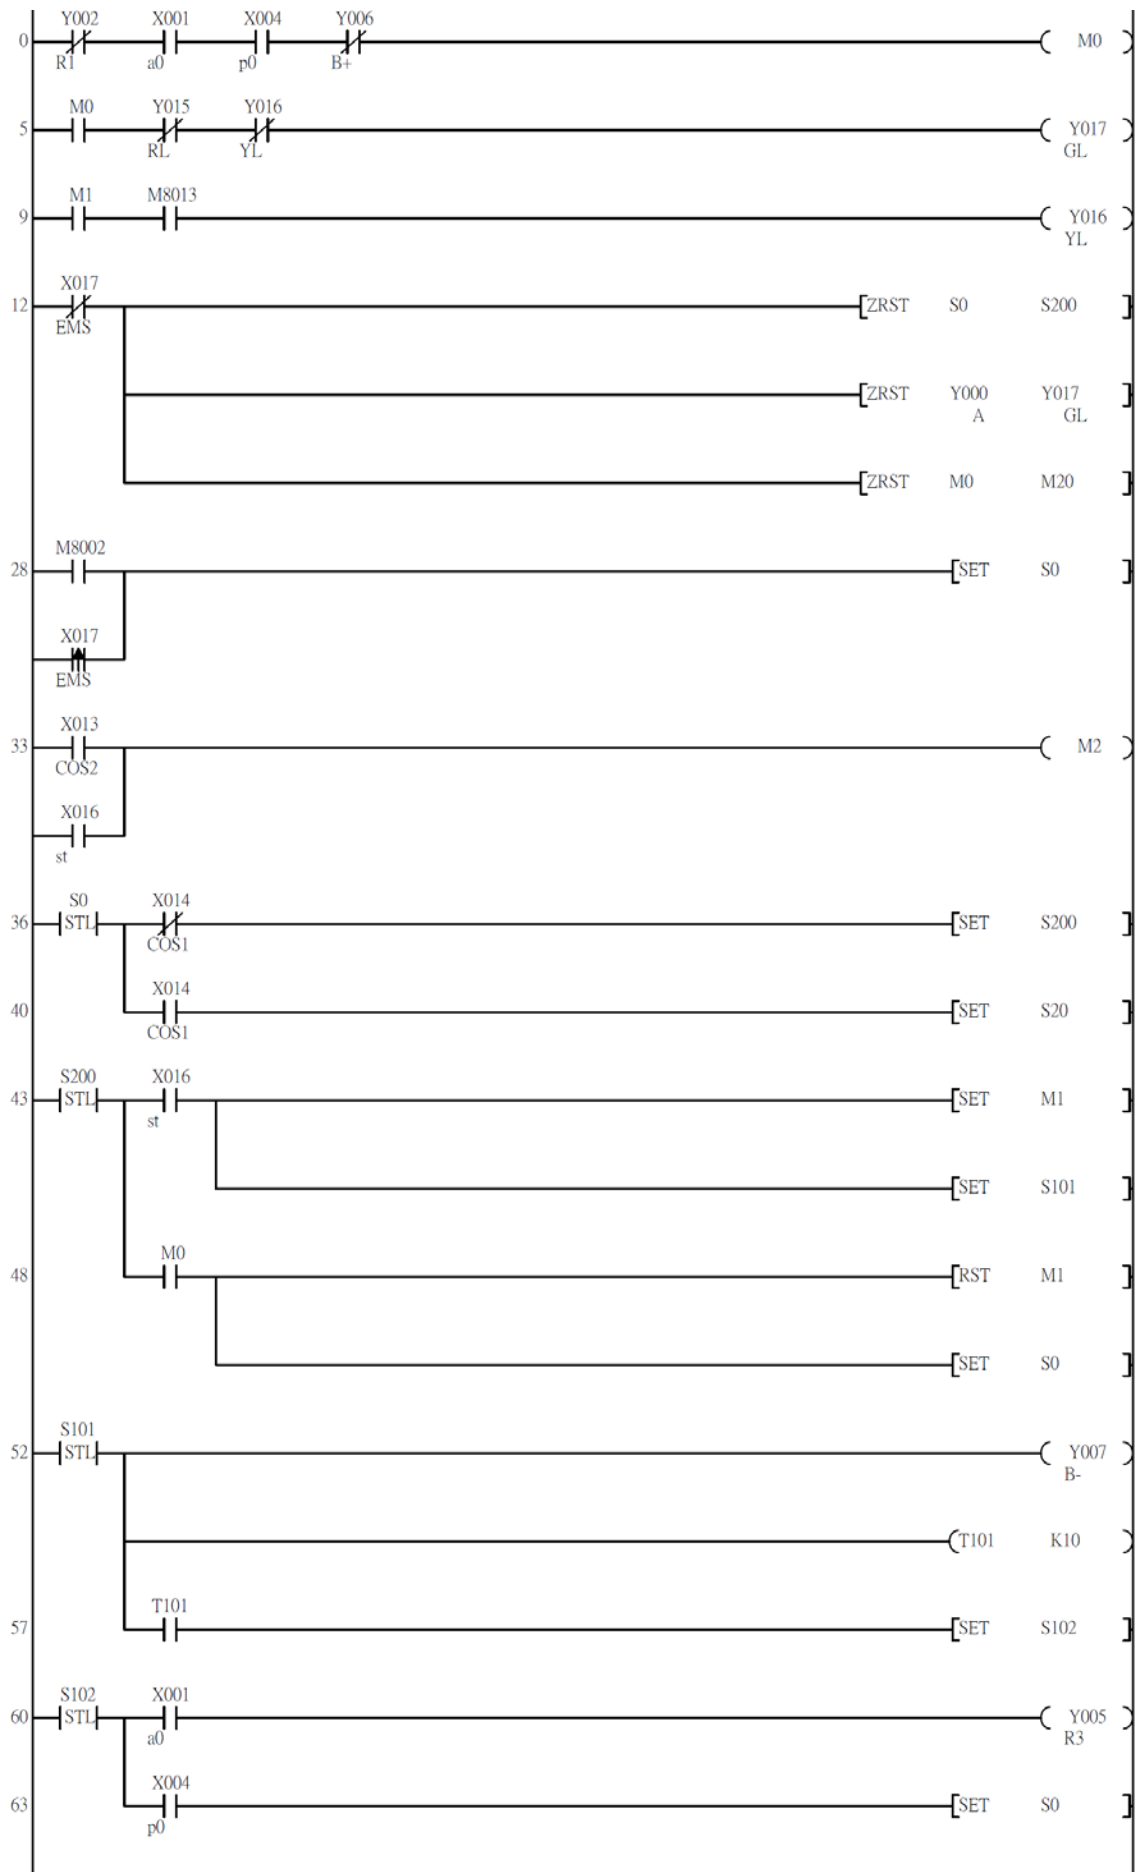 Y002 X001 X004 Y006
0 M0
R1 a0 p0 B+
M0 Y015 Y016
5 Y017
RL YL GL
M1 M8013
9 Y016
YL
X017
12 ZRST S0 S200
EMS
ZRST Y000 Y017
A GL
ZRST M0 M20
M8002
28 SET S0
X017
EMS
X013
33 M2
COS2
X016
st
S0 X014
36 STL SET S200
COS1
X014
40 SET S20
COS1
S200 X016
43 STL SET M1
st
SET S101
M0
48 RST M1
SET S0
S101
52 STL Y007
B-
T101 K10
T101
57 SET S102
S102 X001
60 STL Y005
a0 R3
X004
63 SET S0
p0